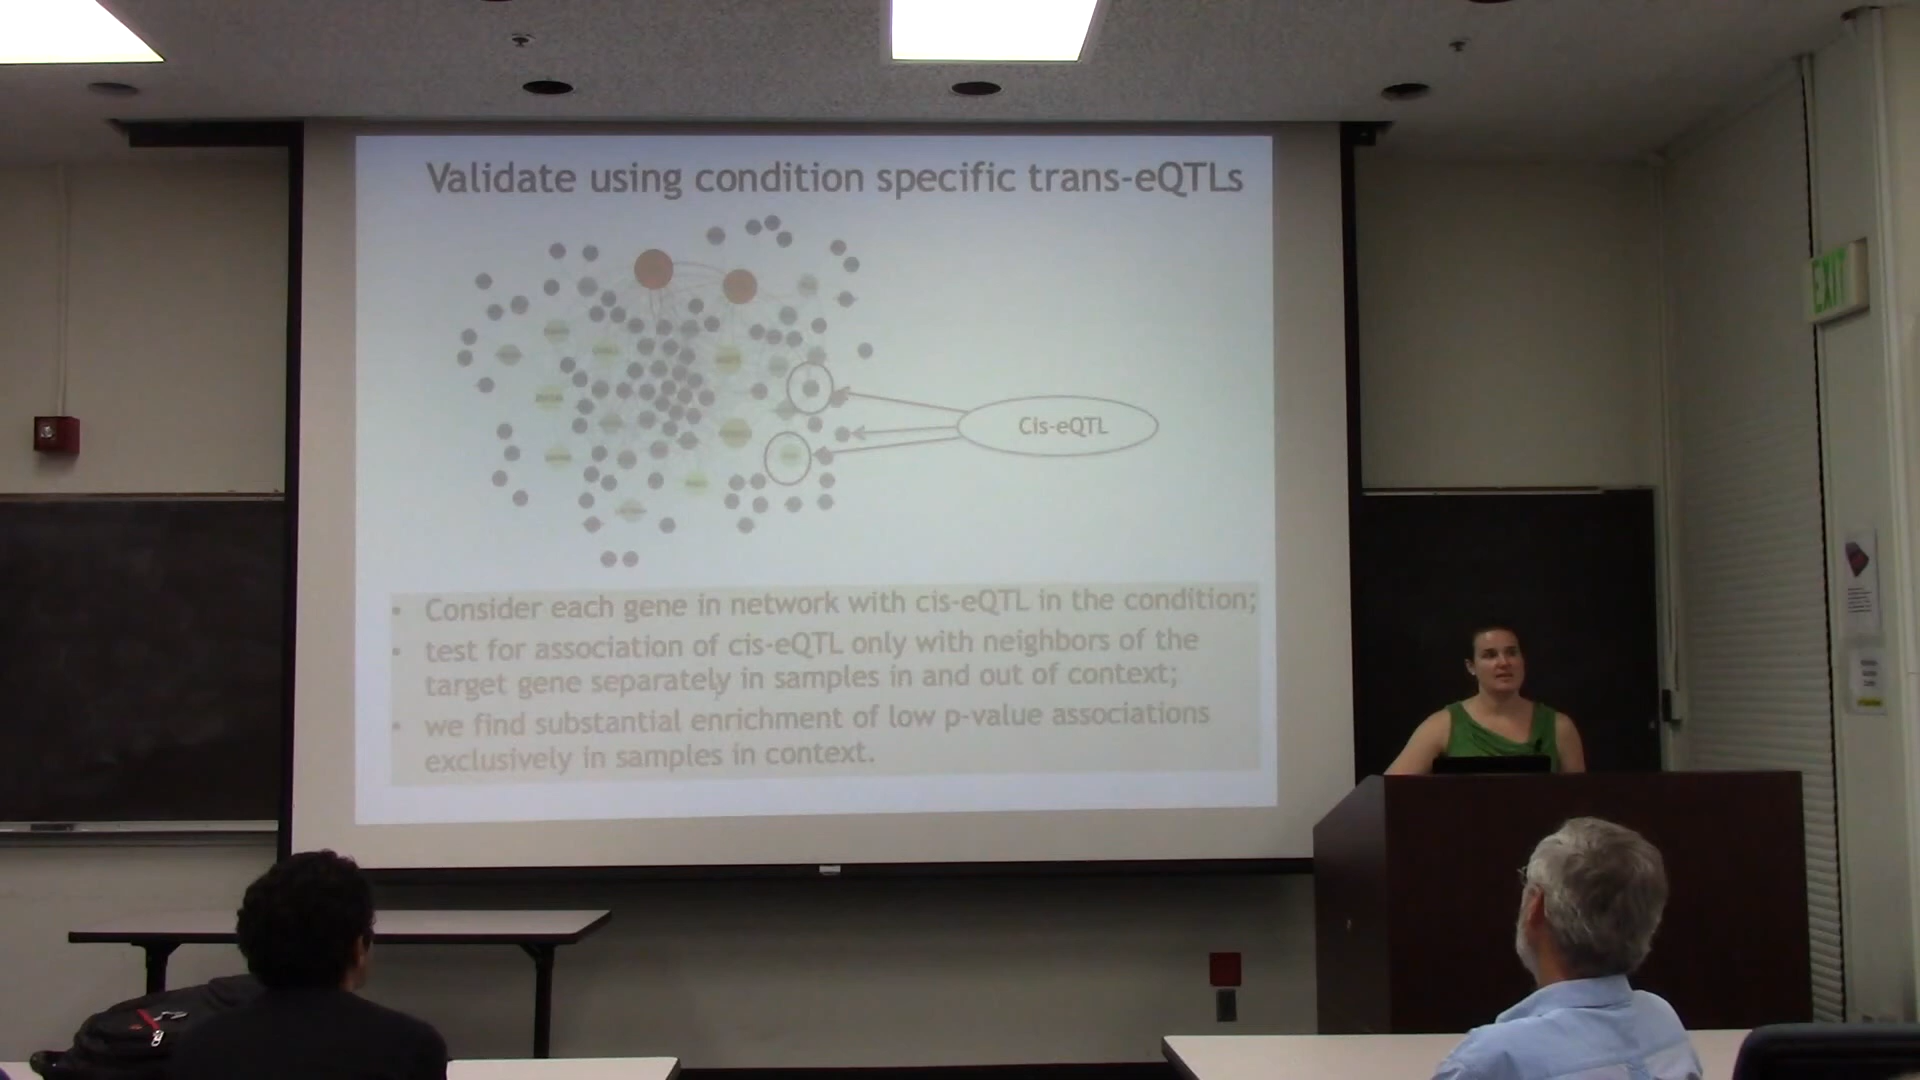 Validate using condition specific trans-eQTLs
Cis-eQTL
EXIT
• Consider each gene in network with cis-eQTL in the condition;
• test for association of cis-eQTL only with neighbors of the
target gene separately in samples in and out of context;
• we find substantial enrichment of low p-value associations
exclusively in samples in context.